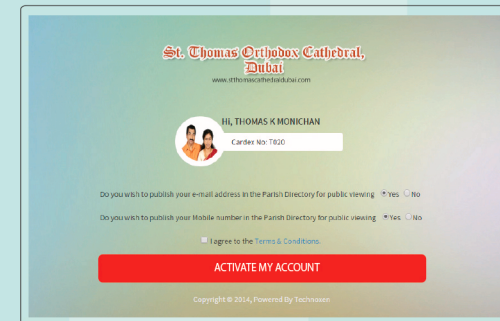 St. Thomas Orthodox Cathedral,
Dubai
www.stthomascathedraldubai.com
Hi, THOMAS K MONICHAN
Cardex No: T020
Do you wish to publish your e-mail address in the Parish Directory for public viewing Yes No
Do you wish to publish your Mobile number in the Parish Directory for public viewing Yes No
I agree to the Terms & Conditions.
ACTIVATE MY ACCOUNT
Copyright © 2014, Powered By Technoaxn